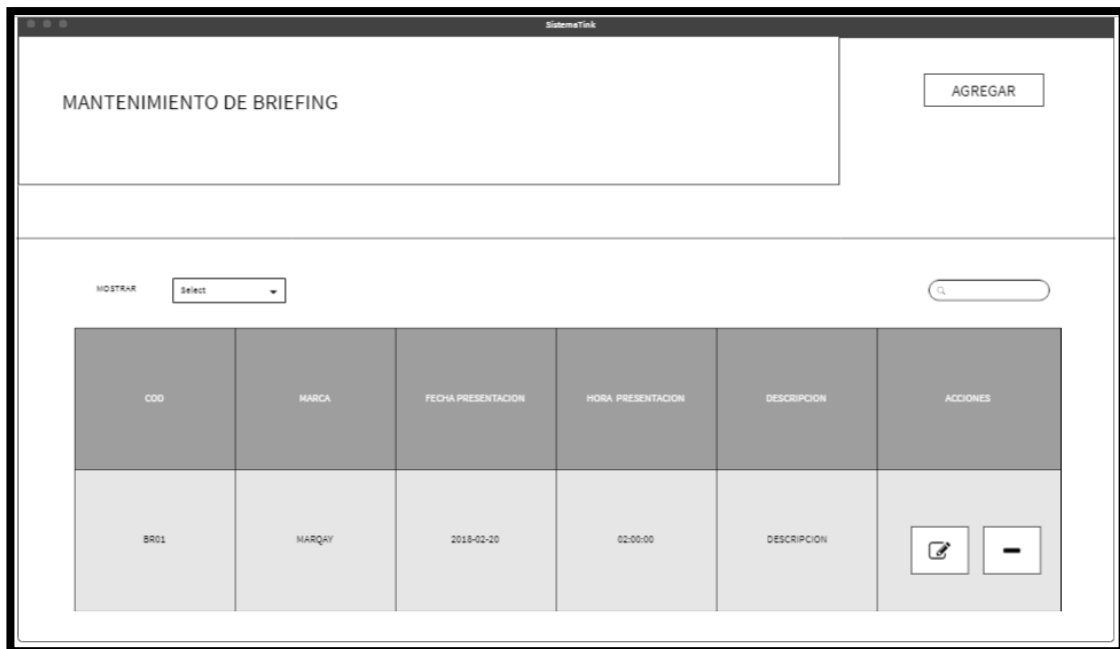 SistemaTink
MANTENIMIENTO DE BRIEFING
AGREGAR
MOSTRAR
Select
COD MARCA FECHA PRESENTACION HORA PRESENTACION DESCRIPCION ACCIONES
BR01 MARQAY 2018-02-20 02:00:00 DESCRIPCION